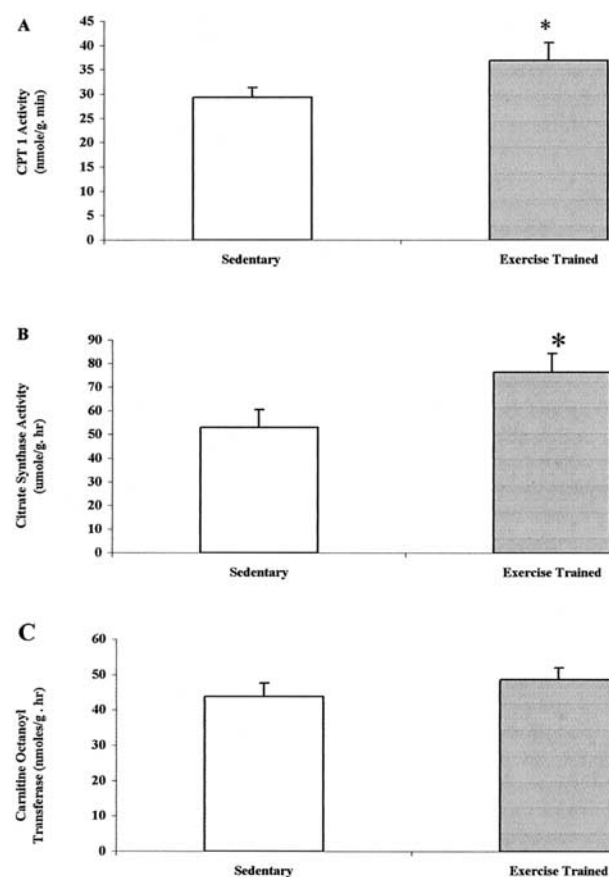 A
CPT 1 Activity
(nmole/g. min)
45
40
35
30
25
20
15
10
5
0
*
Sedentary
Exercise Trained
B
Citrate Synthase Activity
(umole/g. hr)
90
80
70
60
50
40
30
20
10
0
*
Sedentary
Exercise Trained
C
Carnitine Octanoyl
Transferase (nmoles/g . hr)
60
50
40
30
20
10
0
Sedentary
Exercise Trained